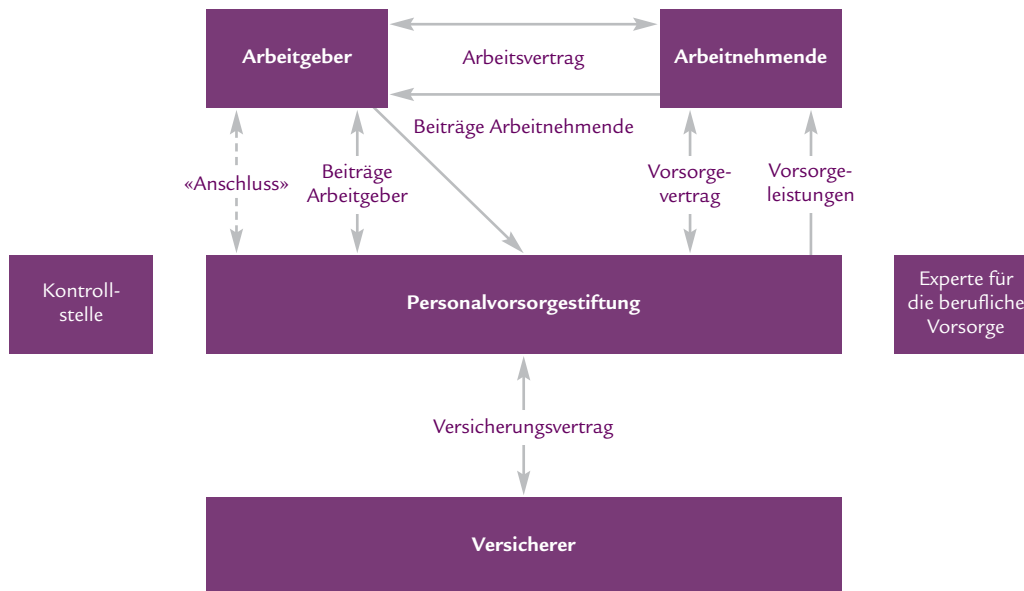 Arbeitgeber
Arbeitsvertrag
Arbeitnehmende
Beiträge Arbeitnehmende
«Anschluss»
Beiträge
Arbeitgeber
Vorsorge-
vertrag
Vorsorge-
leistungen
Kontroll-
stelle
Personalvorsorgestiftung
Experte für
die berufliche
Vorsorge
Versicherungsvertrag
Versicherer